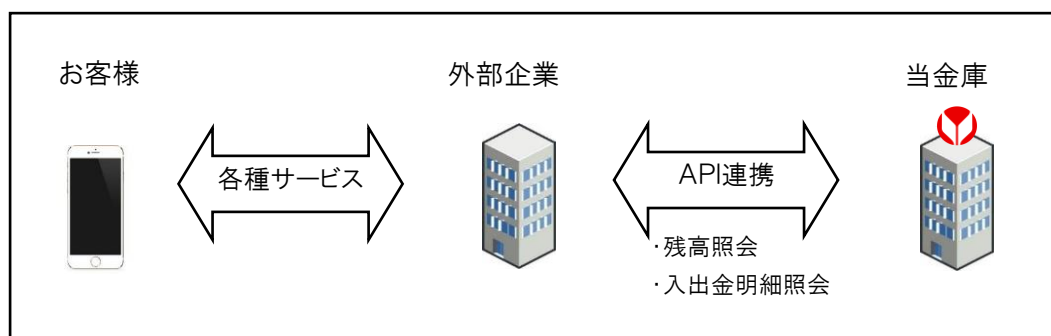 お客様
外部企業
当金庫
各種サービス
API連携
・残高照会
・入出金明細照会